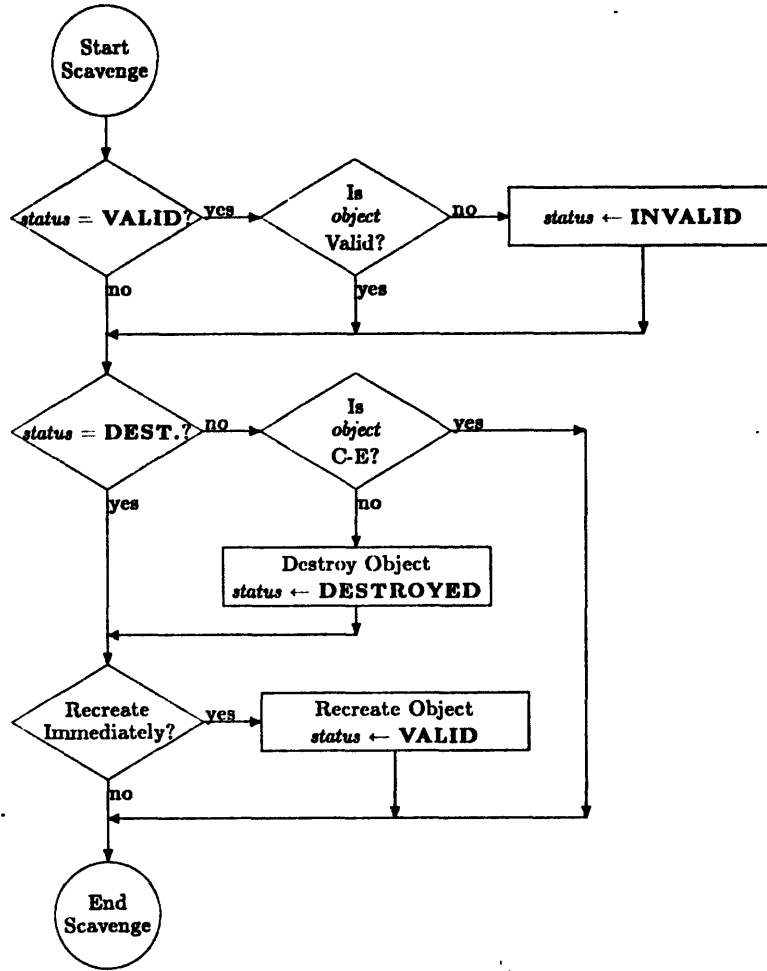 Start
Scavenge
status = VALID?
yes
Is
object
Valid?
no
status ← INVALID
no
yes
status = DEST.?
no
Is
object
C-E?
yes
yes
no
Destroy Object
status ← DESTROYED
Recreate
Immediately?
yes
Recreate Object
status ← VALID
no
End
Scavenge